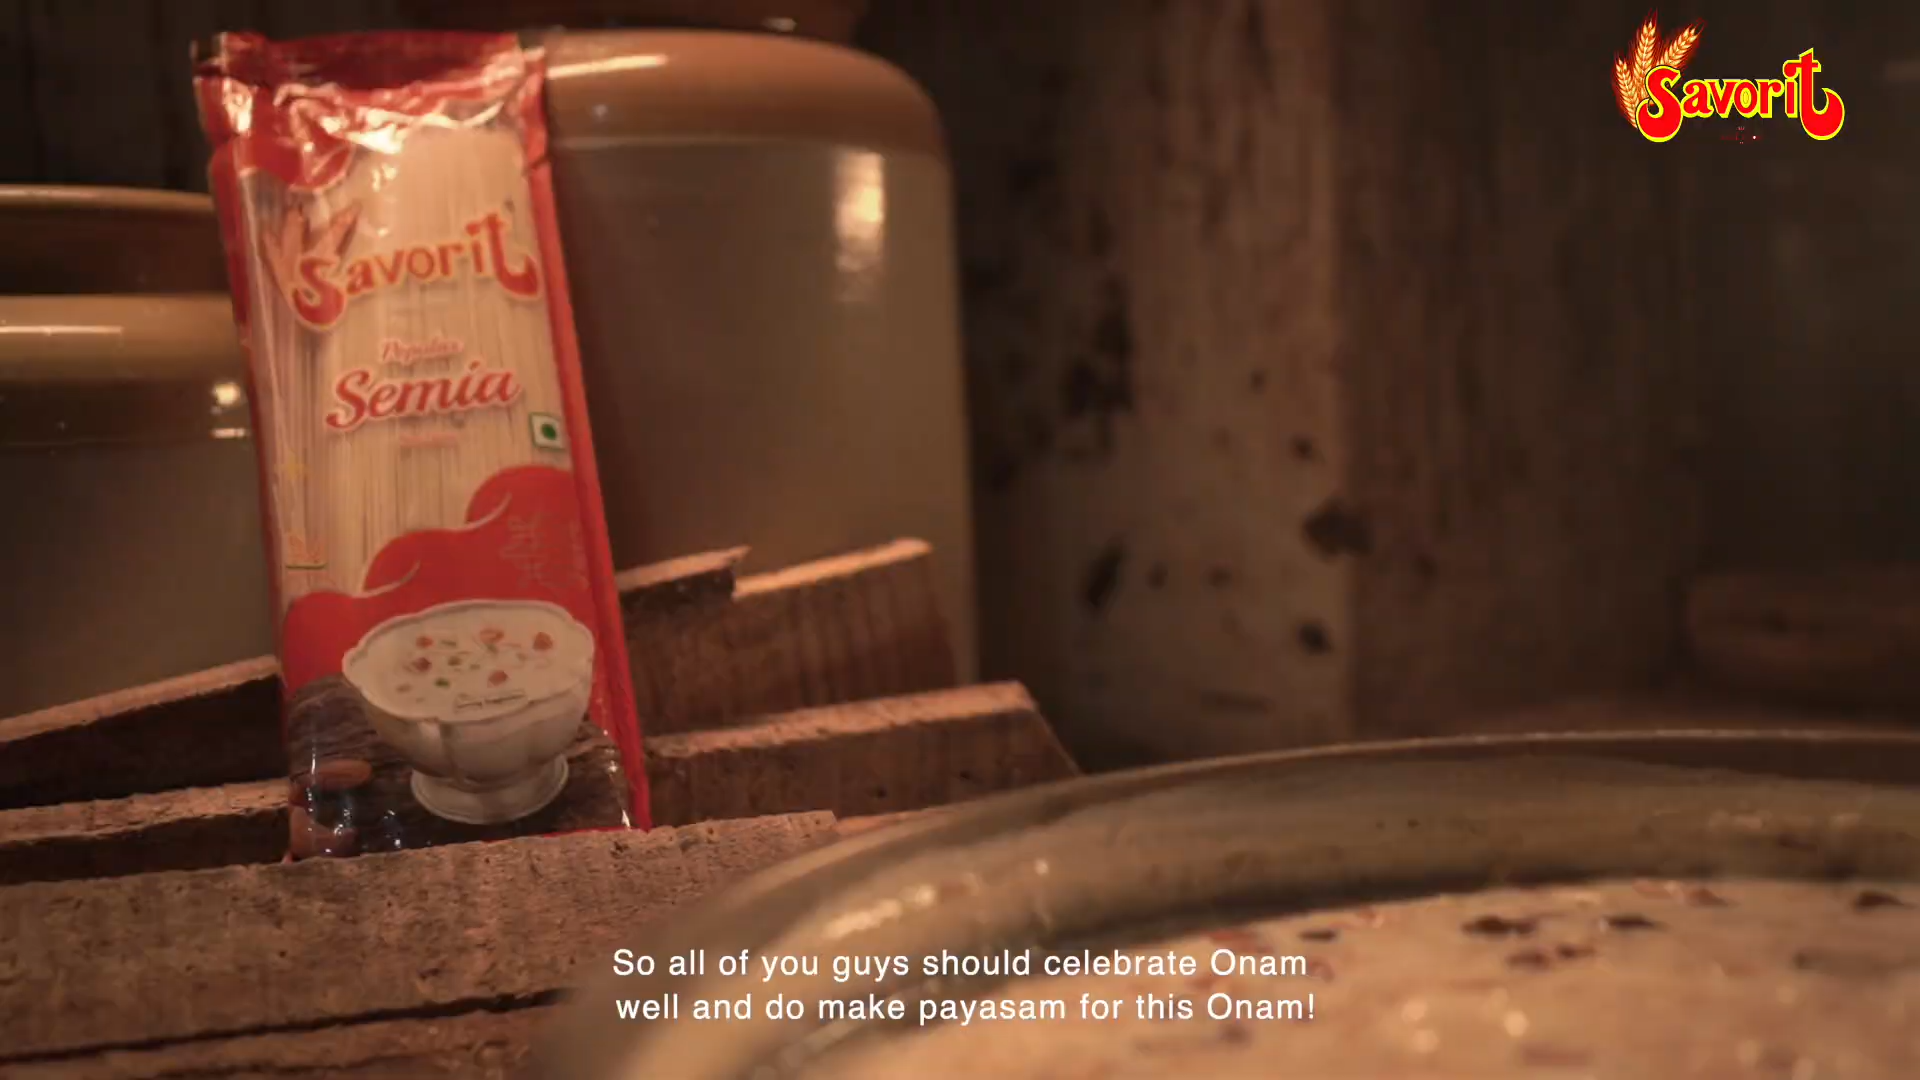 Savorit
Savorit
Popular
Semia
So all of you guys should celebrate Onam
well and do make payasam for this Onam!